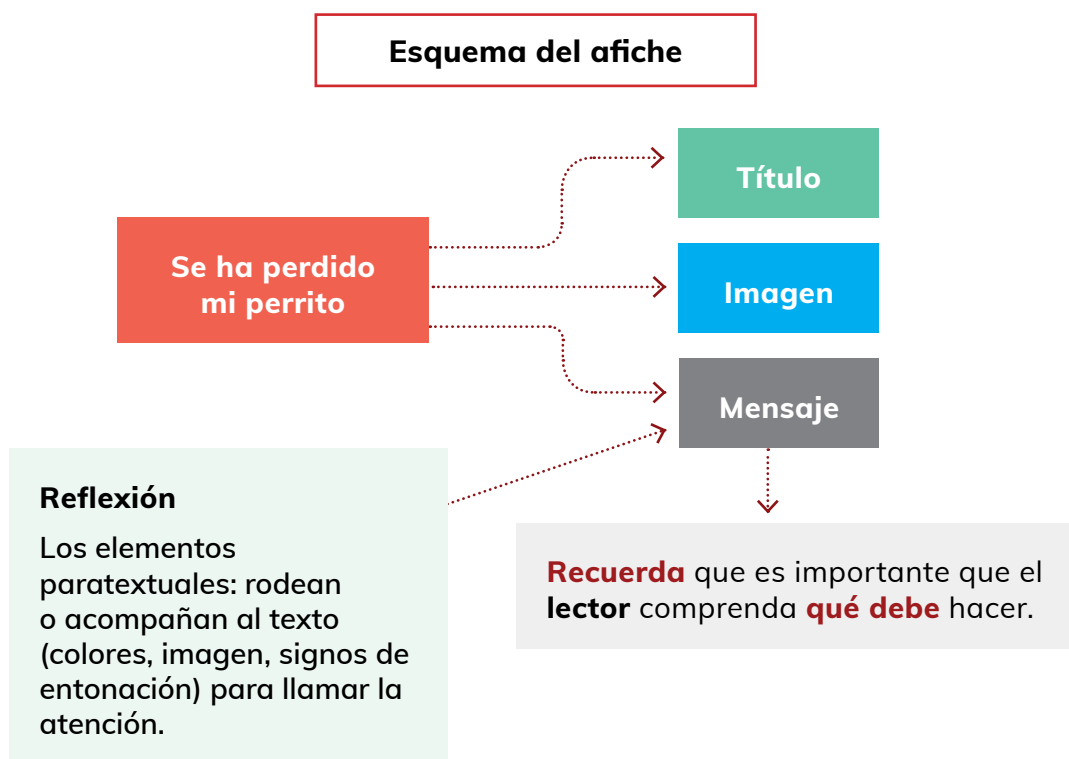 Esquema del afiche
Título
Se ha perdido
mi perrito
Imagen
Mensaje
Reflexión
Los elementos
paratextuales: rodean
o acompañan al texto
(colores, imagen, signos de
entonación) para llamar la
atención.
Recuerda que es importante que el
lector comprenda qué debe hacer.